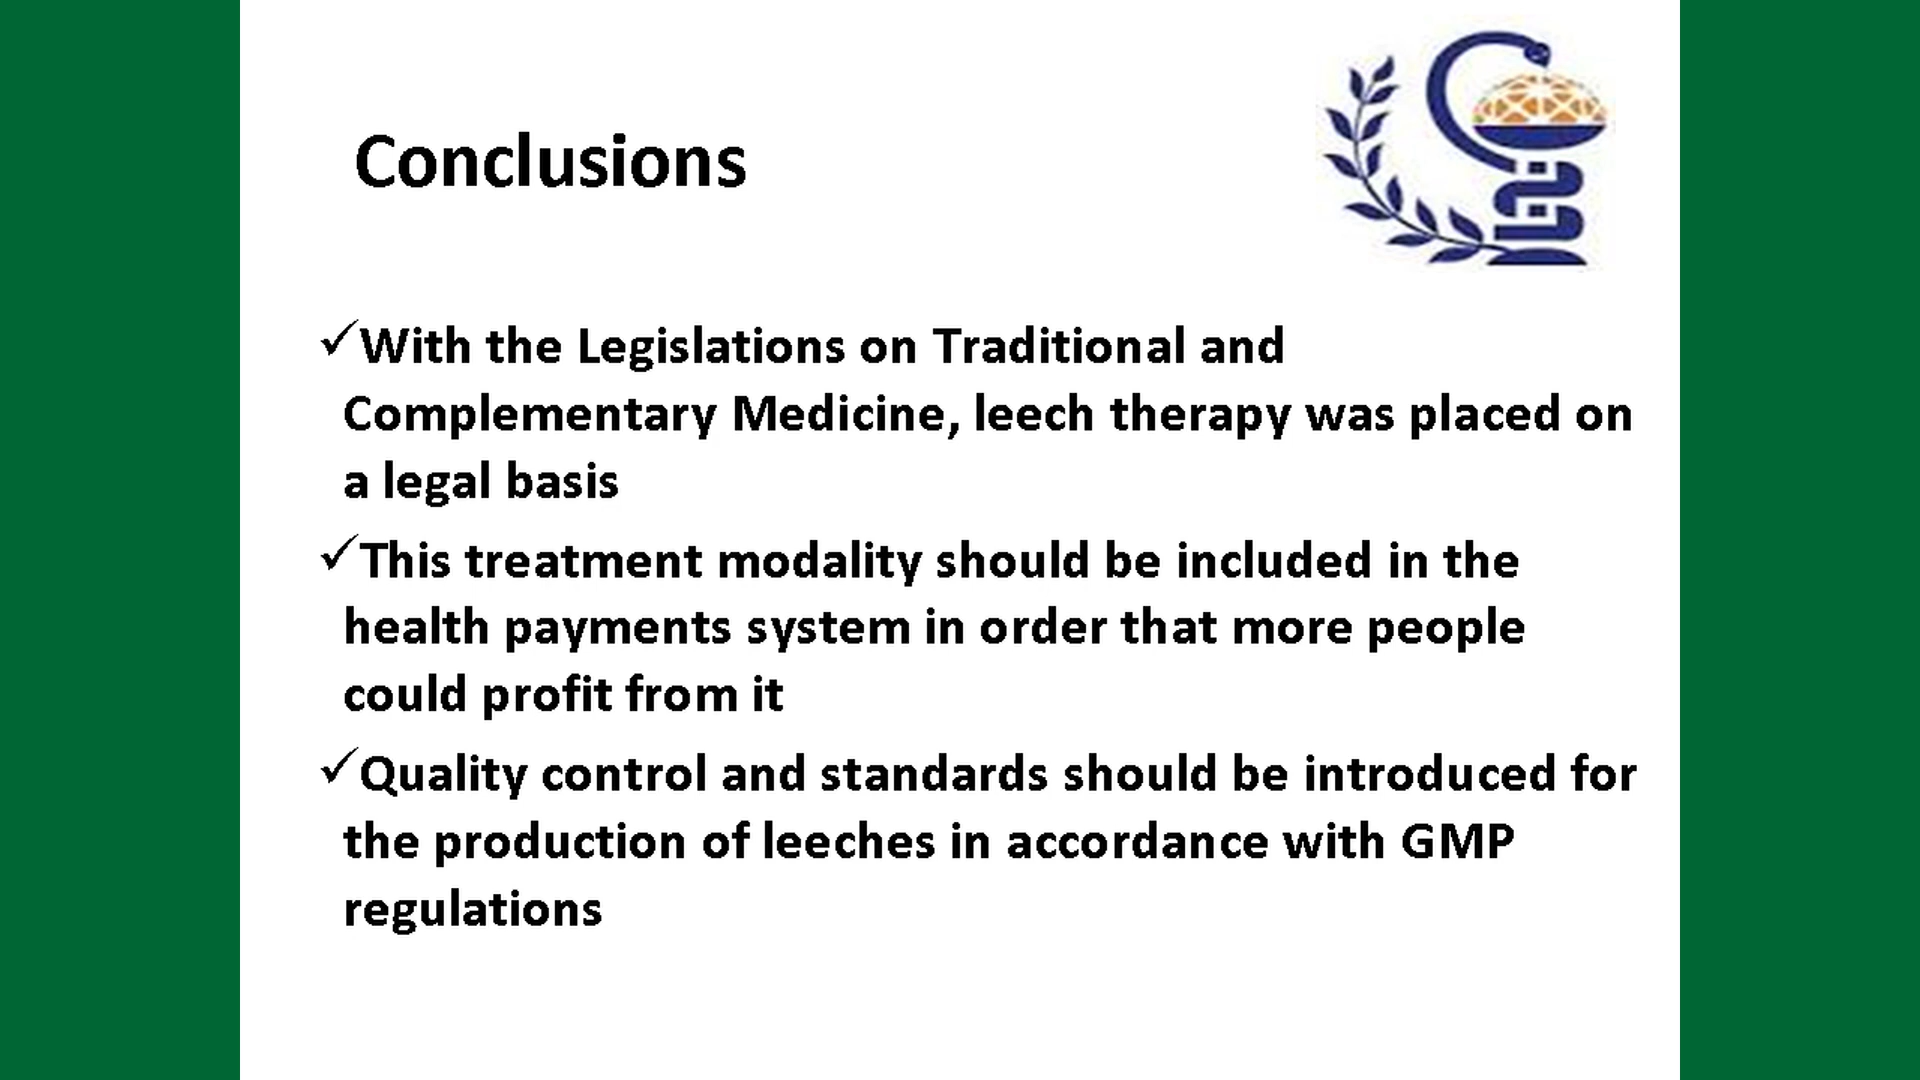 Conclusions
✓With the Legislations on Traditional and
Complementary Medicine, leech therapy was placed on
a legal basis
✓This treatment modality should be included in the
health payments system in order that more people
could profit from it
✓Quality control and standards should be introduced for
the production of leeches in accordance with GMP
regulations